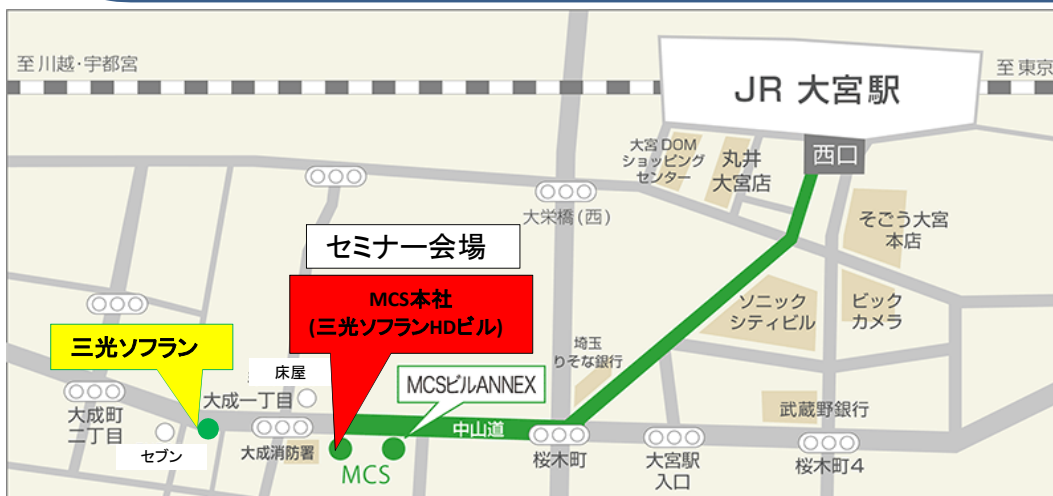 至川越・宇都宮
JR 大宮駅
至東京
西口
大宮DOM
ショッピング
センター
丸井
大宮店
大栄橋(西)
そごう大宮
本店
セミナー会場
MCS本社
(三光ソフランHDビル)
ソニック
シティビル
ビック
カメラ
三光ソフラン
埼玉
りそな銀行
床屋
MCSビルANNEX
大成一丁目
大成町
二丁目
セブン
大成消防署
MCS
中山道
桜木町
大宮駅
入口
武蔵野銀行
桜木町4